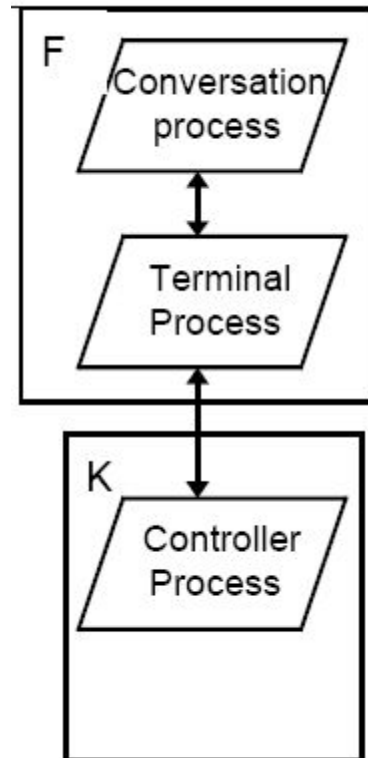 F
Conversation
process
Terminal
Process
K
Controller
Process